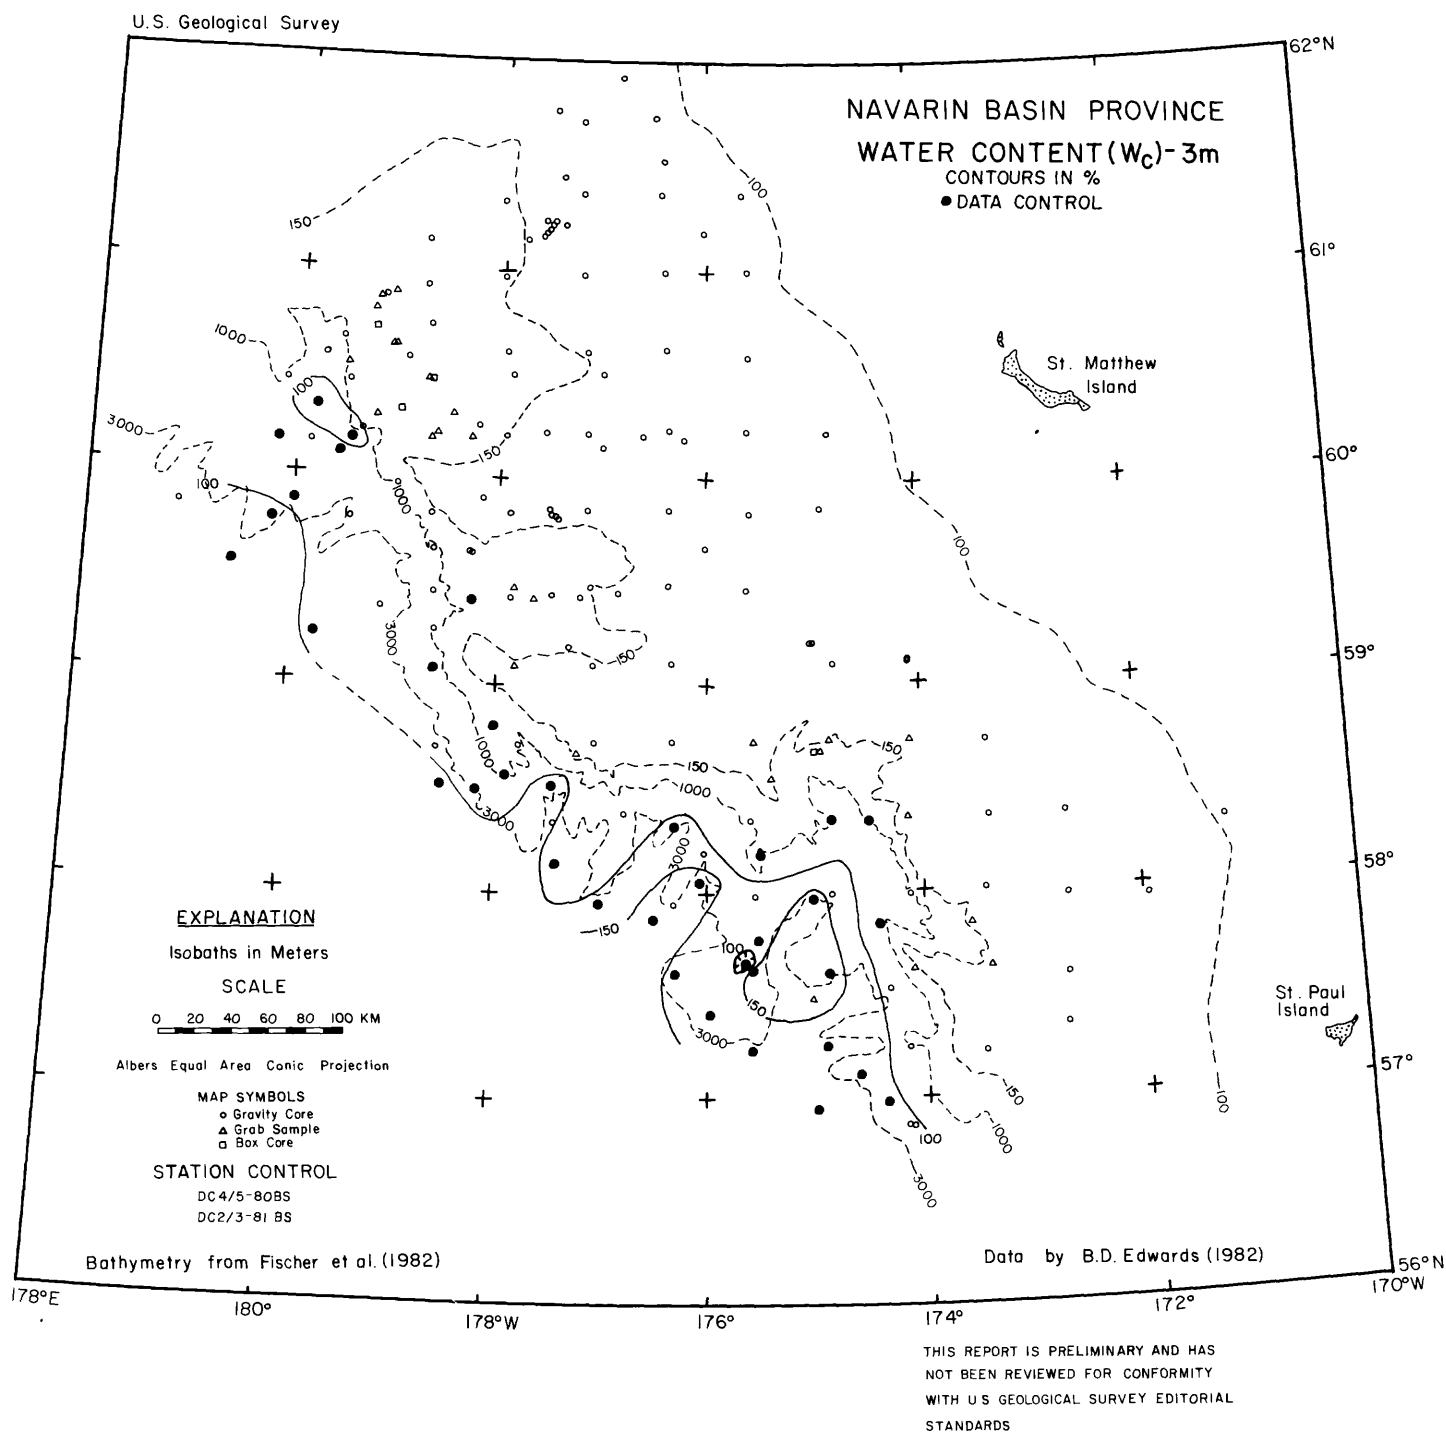 U.S. Geological Survey
62°N
NAVARIN BASIN PROVINCE
WATER CONTENT (Wc)-3m
CONTOURS IN %
DATA CONTROL
100
150
61°
1000
St. Matthew
Island
100
3000
150
60°
100
1000
100
3000
150
59°
1000
150
150
1000
3000
3000
58°
EXPLANATION
150
100
Isobaths in Meters
SCALE
St. Paul
Island
0 20 40 60 80 100 KM
150
3000
57°
Albers Equal Area Conic Projection
150
100
MAP SYMBOLS
Gravity Core
Grab Sample
Box Core
100
1000
STATION CONTROL
3000
DC4/5-80BS
DC2/3-81 BS
Bathymetry from Fischer et al. (1982)
Data by B.D. Edwards (1982)
56°N
178°E
180°
178°W
176°
174°
172°
170°W
THIS REPORT IS PRELIMINARY AND HAS
NOT BEEN REVIEWED FOR CONFORMITY
WITH U S GEOLOGICAL SURVEY EDITORIAL
STANDARDS